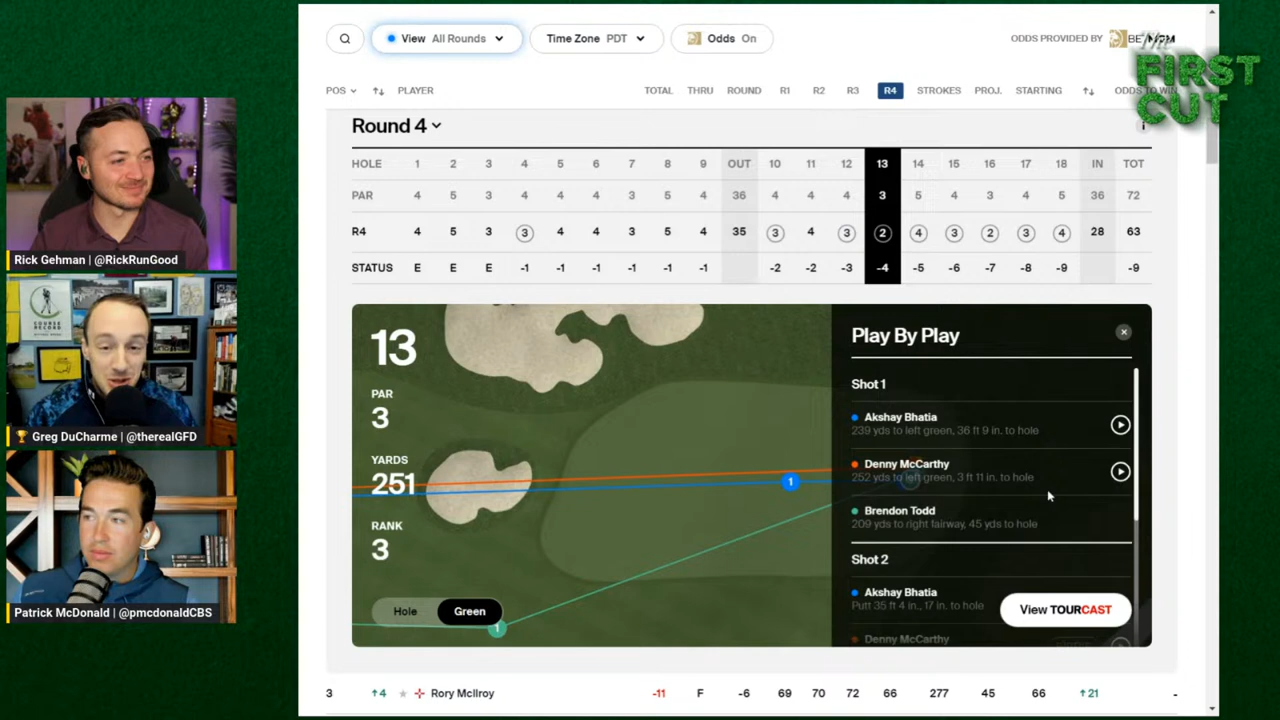 View All Rounds
Time Zone PDT
Odds On
ODDS PROVIDED BY
The
FIRST
CUT
POS PLAYER TOTAL THRU ROUND R1 R2 R3 R4 STROKES PROJ. STARTING ODDS TO WIN
Round 4
HOLE 1 2 3 4 5 6 7 8 9 OUT 10 11 12 13 14 15 16 17 18 IN TOT
PAR 4 5 3 4 4 4 3 5 4 36 4 4 4 3 5 4 3 4 5 36 72
R4 4 5 3 3 4 4 3 5 4 35 3 4 3 2 4 3 2 3 4 28 63
STATUS E E E -1 -1 -1 -1 -1 -1 -2 -2 -3 -4 -5 -6 -7 -8 -9 -9
13
PAR
3
YARDS
251
RANK
3
Hole Green
1
1
Play By Play
Shot 1
Akshay Bhatia
239 yds to left green, 36 ft 9 in. to hole
Denny McCarthy
252 yds to left green, 3 ft 11 in. to hole
Brendon Todd
209 yds to right fairway, 45 yds to hole
Shot 2
Akshay Bhatia
Putt 35 ft 4 in., 17 in. to hole
Denny McCarthy
View TOURCAST
3 4 Rory McIlroy -11 F -6 69 70 72 66 277 45 66 21 -
Rick Gehman | @RickRunGood
COURSE
RECORD
Greg DuCharme | @therealGFD
Patrick McDonald | @pmcdonaldCBS